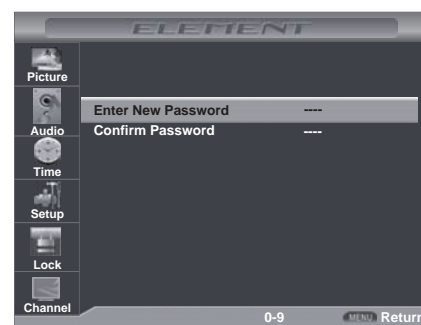 ELEMENT
Picture
Audio
Time
Setup
Lock
Channel
Enter New Password ----
Confirm Password ----
0-9 MENU Return